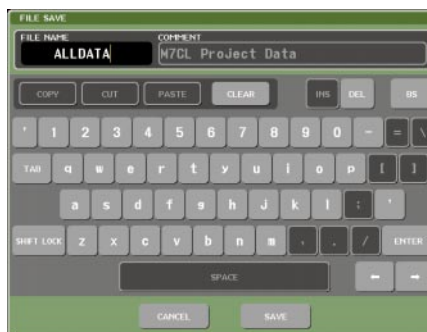 FILE SAVE
FILE NAME COMMENT
ALLDATA M7CL Project Data
COPY CUT PASTE CLEAR INS DEL BS
' 1 2 3 4 5 6 7 8 9 0 - = \
TAB q w e r t y u i o p [ ]
a s d f g h j k l ; '
SHIFT LOCK z x c v b n m , . / ENTER
SPACE ← →
CANCEL SAVE